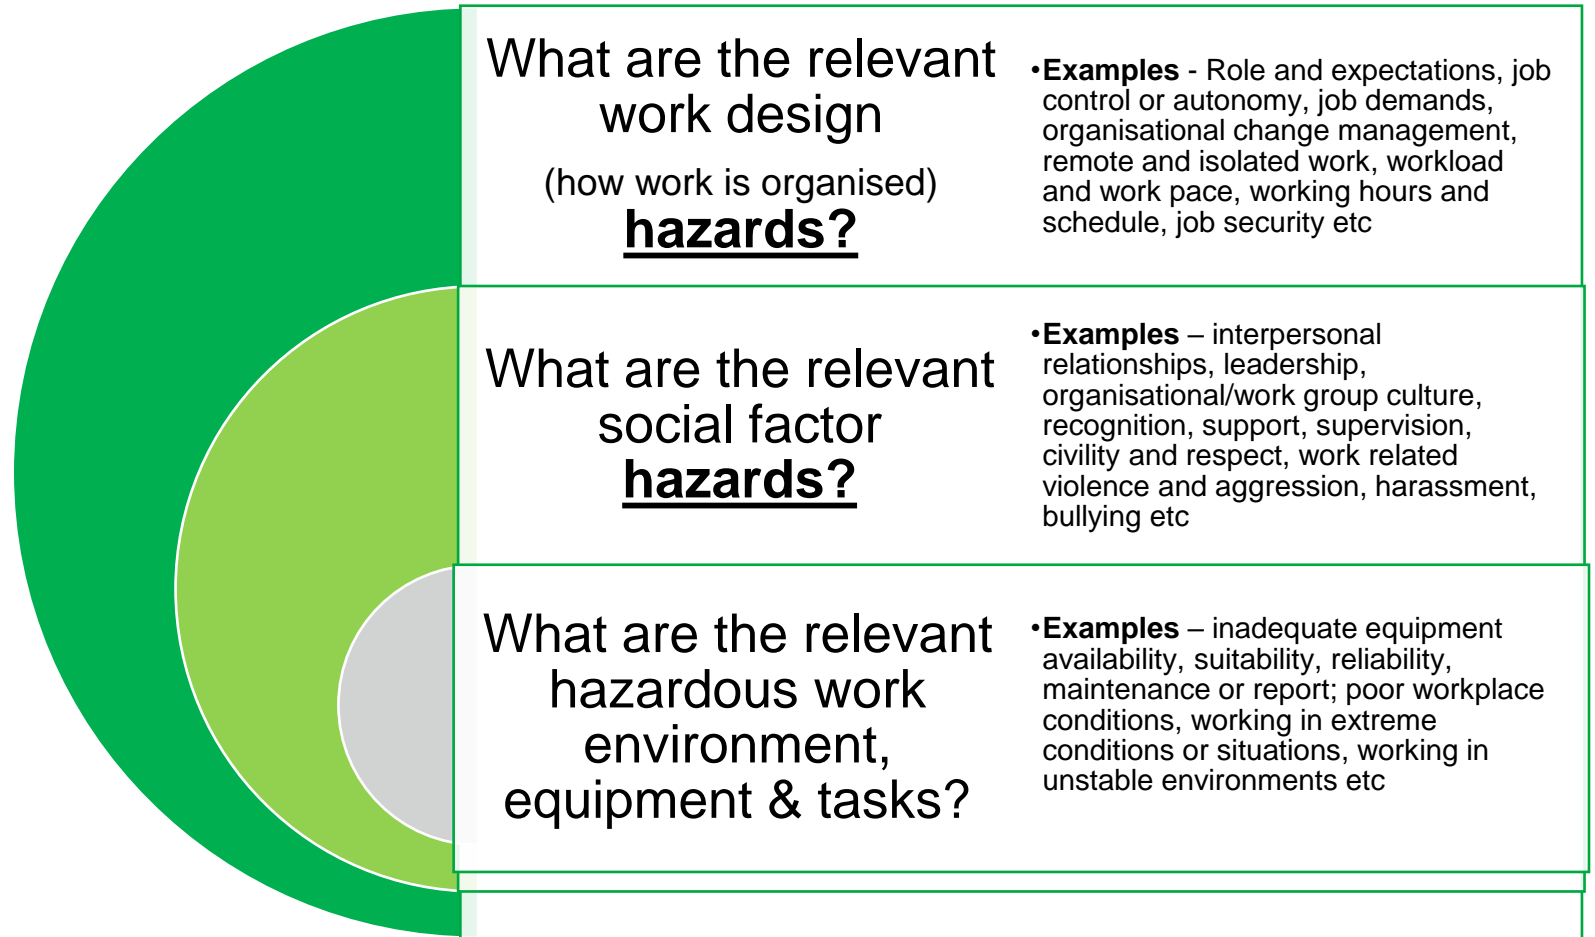 What are the relevant
work design
(how work is organised)
hazards?
•Examples - Role and expectations, job
control or autonomy, job demands,
organisational change management,
remote and isolated work, workload
and work pace, working hours and
schedule, job security etc
What are the relevant
social factor
hazards?
•Examples – interpersonal
relationships, leadership,
organisational/work group culture,
recognition, support, supervision,
civility and respect, work related
violence and aggression, harassment,
bullying etc
What are the relevant
hazardous work
environment,
equipment & tasks?
•Examples – inadequate equipment
availability, suitability, reliability,
maintenance or report; poor workplace
conditions, working in extreme
conditions or situations, working in
unstable environments etc